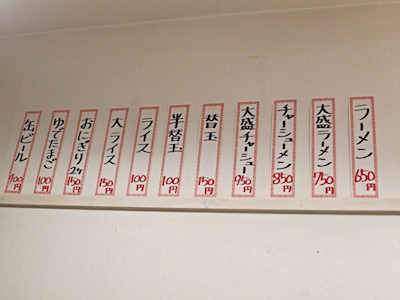 ラーメン 650円
大盛ラーメン 750円
チャーシューメン 850円
大盛チャーシュー 950円
替玉 150円
半替玉 100円
ライス 100円
大ライス 150円
おにぎり2ケ 150円
ゆでたまご 100円
缶ビール 400円